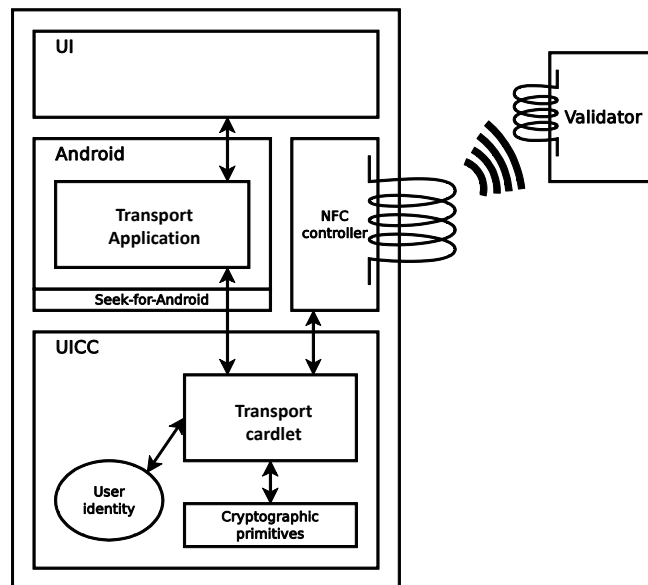 UI
Android
Transport
Application
Seek-for-Android
NFC
controller
Validator
UICC
Transport
cardlet
User
identity
Cryptographic
primitives